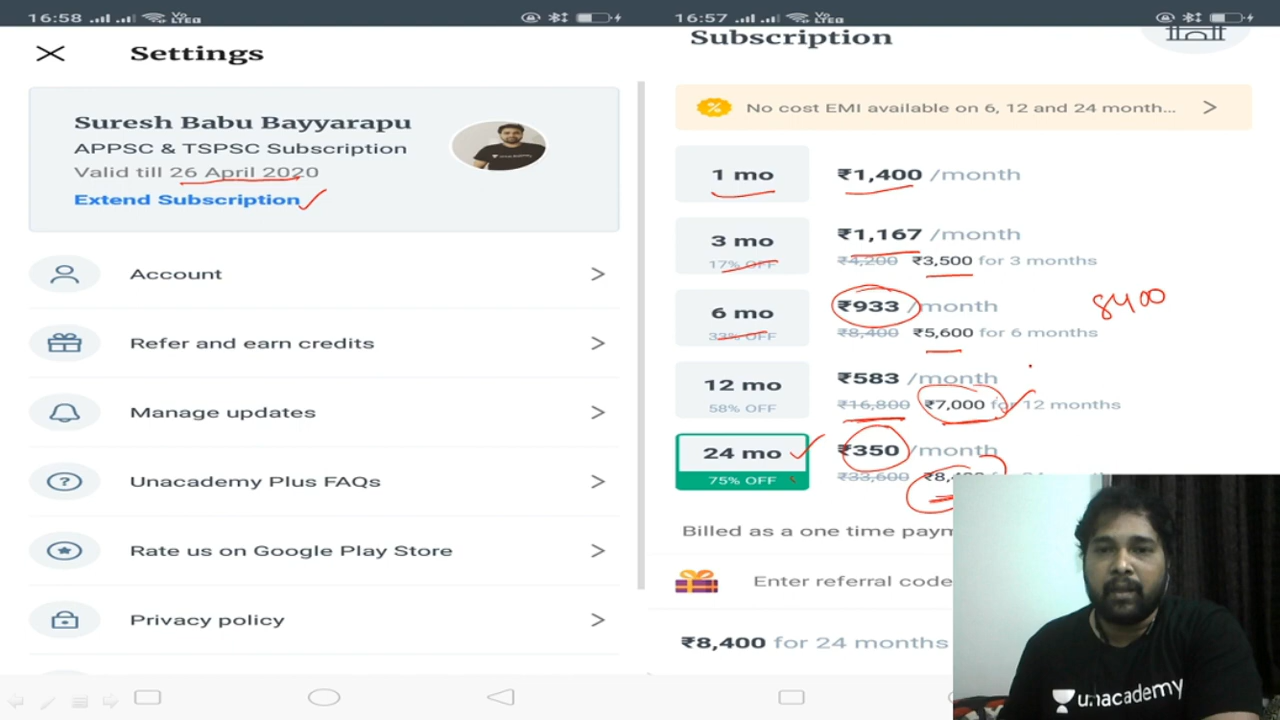 16:58
Vo
LTE
Settings
Suresh Babu Bayyarapu
APPSC & TSPSC Subscription
Valid till 26 April 2020
Extend Subscription
Account
Refer and earn credits
Manage updates
Unacademy Plus FAQs
Rate us on Google Play Store
Privacy policy
16:57
Vo
LTE
Subscription
No cost EMI available on 6, 12 and 24 month...
1 mo ₹1,400 /month
3 mo ₹1,167 /month
17% OFF ₹4,200 ₹3,500 for 3 months
6 mo ₹933 /month
8400
33% OFF ₹8,400 ₹5,600 for 6 months
12 mo ₹583 /month
58% OFF ₹16,800 ₹7,000 for 12 months
24 mo ₹350 /month
75% OFF ₹33,600
Billed as a one time
Enter referral code
₹8,400 for 24 months
unacademy